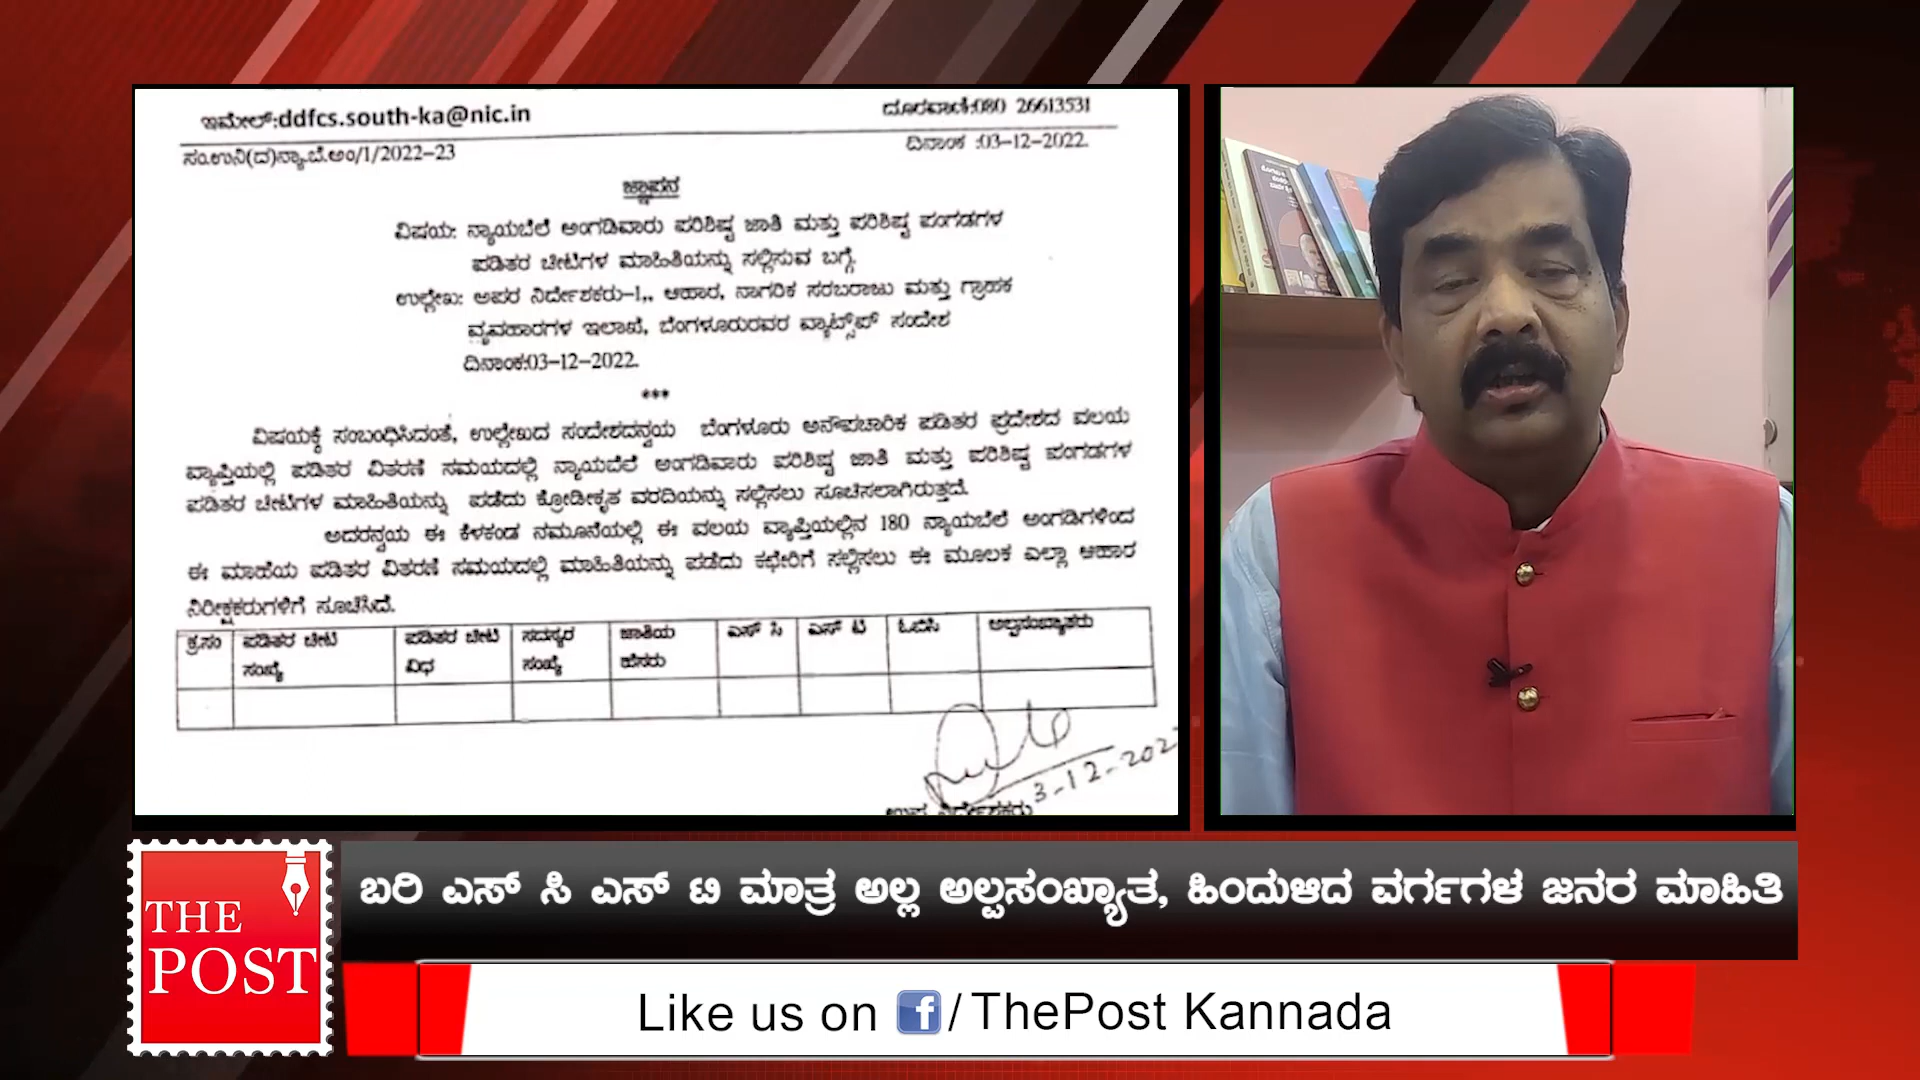 ಇಮೇಲ್:ddfcs.south-ka@nic.in
ದೂರವಾಣಿ:080 26613531
ಸಂ.ಉನಿ(ದ)ನ್ಯಾ.ಬೆ.ಅಂ/1/2022-23
ದಿನಾಂಕ :03-12-2022.
ಜ್ಞಾಪನ
ವಿಷಯ: ನ್ಯಾಯಬೆಲೆ ಅಂಗಡಿವಾರು ಪರಿಶಿಷ್ಟ ಜಾತಿ ಮತ್ತು ಪರಿಶಿಷ್ಟ ಪಂಗಡಗಳ
ಪಡಿತರ ಚೀಟಿಗಳ ಮಾಹಿತಿಯನ್ನು ಸಲ್ಲಿಸುವ ಬಗ್ಗೆ.
ಉಲ್ಲೇಖ: ಅಪರ ನಿರ್ದೇಶಕರು-1,, ಆಹಾರ, ನಾಗರಿಕ ಸರಬರಾಜು ಮತ್ತು ಗ್ರಾಹಕ
ವ್ಯವಹಾರಗಳ ಇಲಾಖೆ, ಬೆಂಗಳೂರುರವರ ವ್ಯಾಟ್ಸ್‌ಪ್ ಸಂದೇಶ
ದಿನಾಂಕ:03-12-2022.
***
ವಿಷಯಕ್ಕೆ ಸಂಬಂಧಿಸಿದಂತೆ, ಉಲ್ಲೇಖದ ಸಂದೇಶದನ್ವಯ ಬೆಂಗಳೂರು ಅನೌಪಚಾರಿಕ ಪಡಿತರ ಪ್ರದೇಶದ ವಲಯ
ವ್ಯಾಪ್ತಿಯಲ್ಲಿ ಪಡಿತರ ವಿತರಣೆ ಸಮಯದಲ್ಲಿ ನ್ಯಾಯಬೆಲೆ ಅಂಗಡಿವಾರು ಪರಿಶಿಷ್ಟ ಜಾತಿ ಮತ್ತು ಪರಿಶಿಷ್ಟ ಪಂಗಡಗಳ
ಪಡಿತರ ಚೀಟಿಗಳ ಮಾಹಿತಿಯನ್ನು ಪಡೆದು ಕ್ರೋಡೀಕೃತ ವರದಿಯನ್ನು ಸಲ್ಲಿಸಲು ಸೂಚಿಸಲಾಗಿರುತ್ತದೆ.
ಅದರನ್ವಯ ಈ ಕೆಳಕಂಡ ನಮೂನೆಯಲ್ಲಿ ಈ ವಲಯ ವ್ಯಾಪ್ತಿಯಲ್ಲಿನ 180 ನ್ಯಾಯಬೆಲೆ ಅಂಗಡಿಗಳಿಂದ
ಈ ಮಾಹೆಯ ಪಡಿತರ ವಿತರಣೆ ಸಮಯದಲ್ಲಿ ಮಾಹಿತಿಯನ್ನು ಪಡೆದು ಕಛೇರಿಗೆ ಸಲ್ಲಿಸಲು ಈ ಮೂಲಕ ಎಲ್ಲಾ ಆಹಾರ
ನಿರೀಕ್ಷಕರುಗಳಿಗೆ ಸೂಚಿಸಿದೆ.
ಕ್ರ.ಸಂ ಪಡಿತರ ಚೀಟಿ ಪಡಿತರ ಚೀಟಿ ಸದಸ್ಯರ ಜಾತಿಯ ಎಸ್ ಸಿ ಎಸ್ ಟಿ ಓಬಿಸಿ ಅಲ್ಪಸಂಖ್ಯಾತರು
ಸಂಖ್ಯೆ ವಿಧ ಸಂಖ್ಯೆ ಹೆಸರು
3-12-202
ಉಪ ನಿರ್ದೇಶಕರು
THE
POST
ಬರಿ ಎಸ್ ಸಿ ಎಸ್ ಟಿ ಮಾತ್ರ ಅಲ್ಲ ಅಲ್ಪಸಂಖ್ಯಾತ, ಹಿಂದುಳಿದ ವರ್ಗಗಳ ಜನರ ಮಾಹಿತಿ
Like us on f/ThePost Kannada